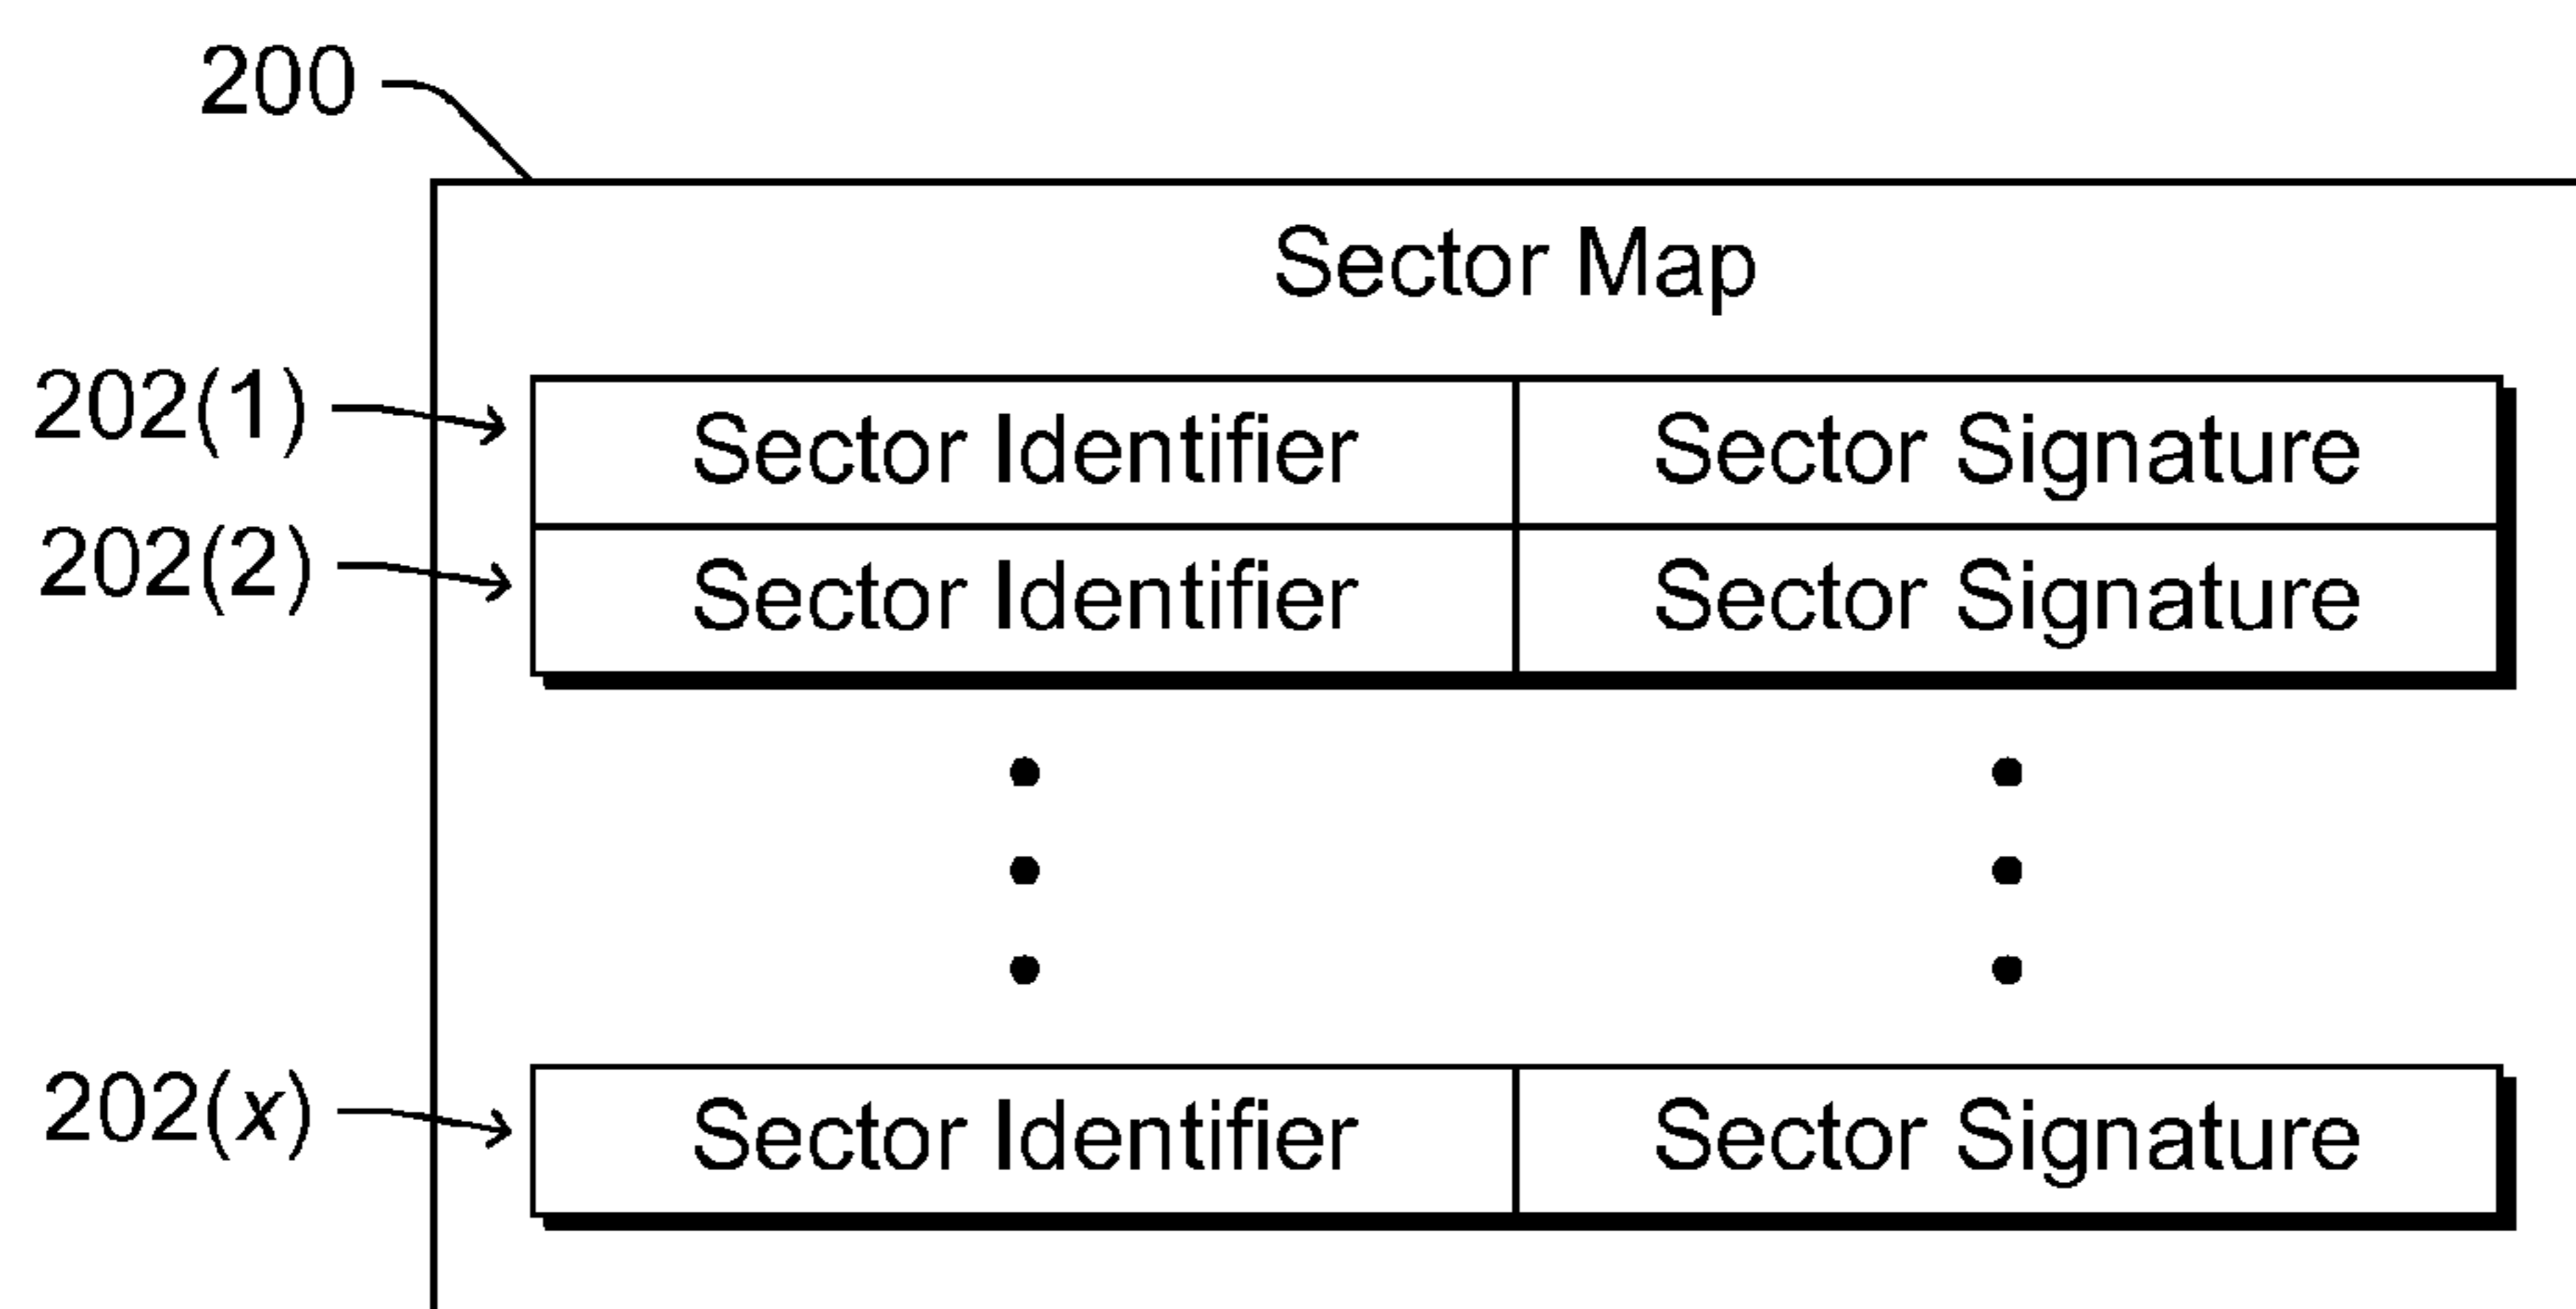 200
Sector Map
202(1) Sector Identifier Sector Signature
202(2) Sector Identifier Sector Signature
202(x) Sector Identifier Sector Signature